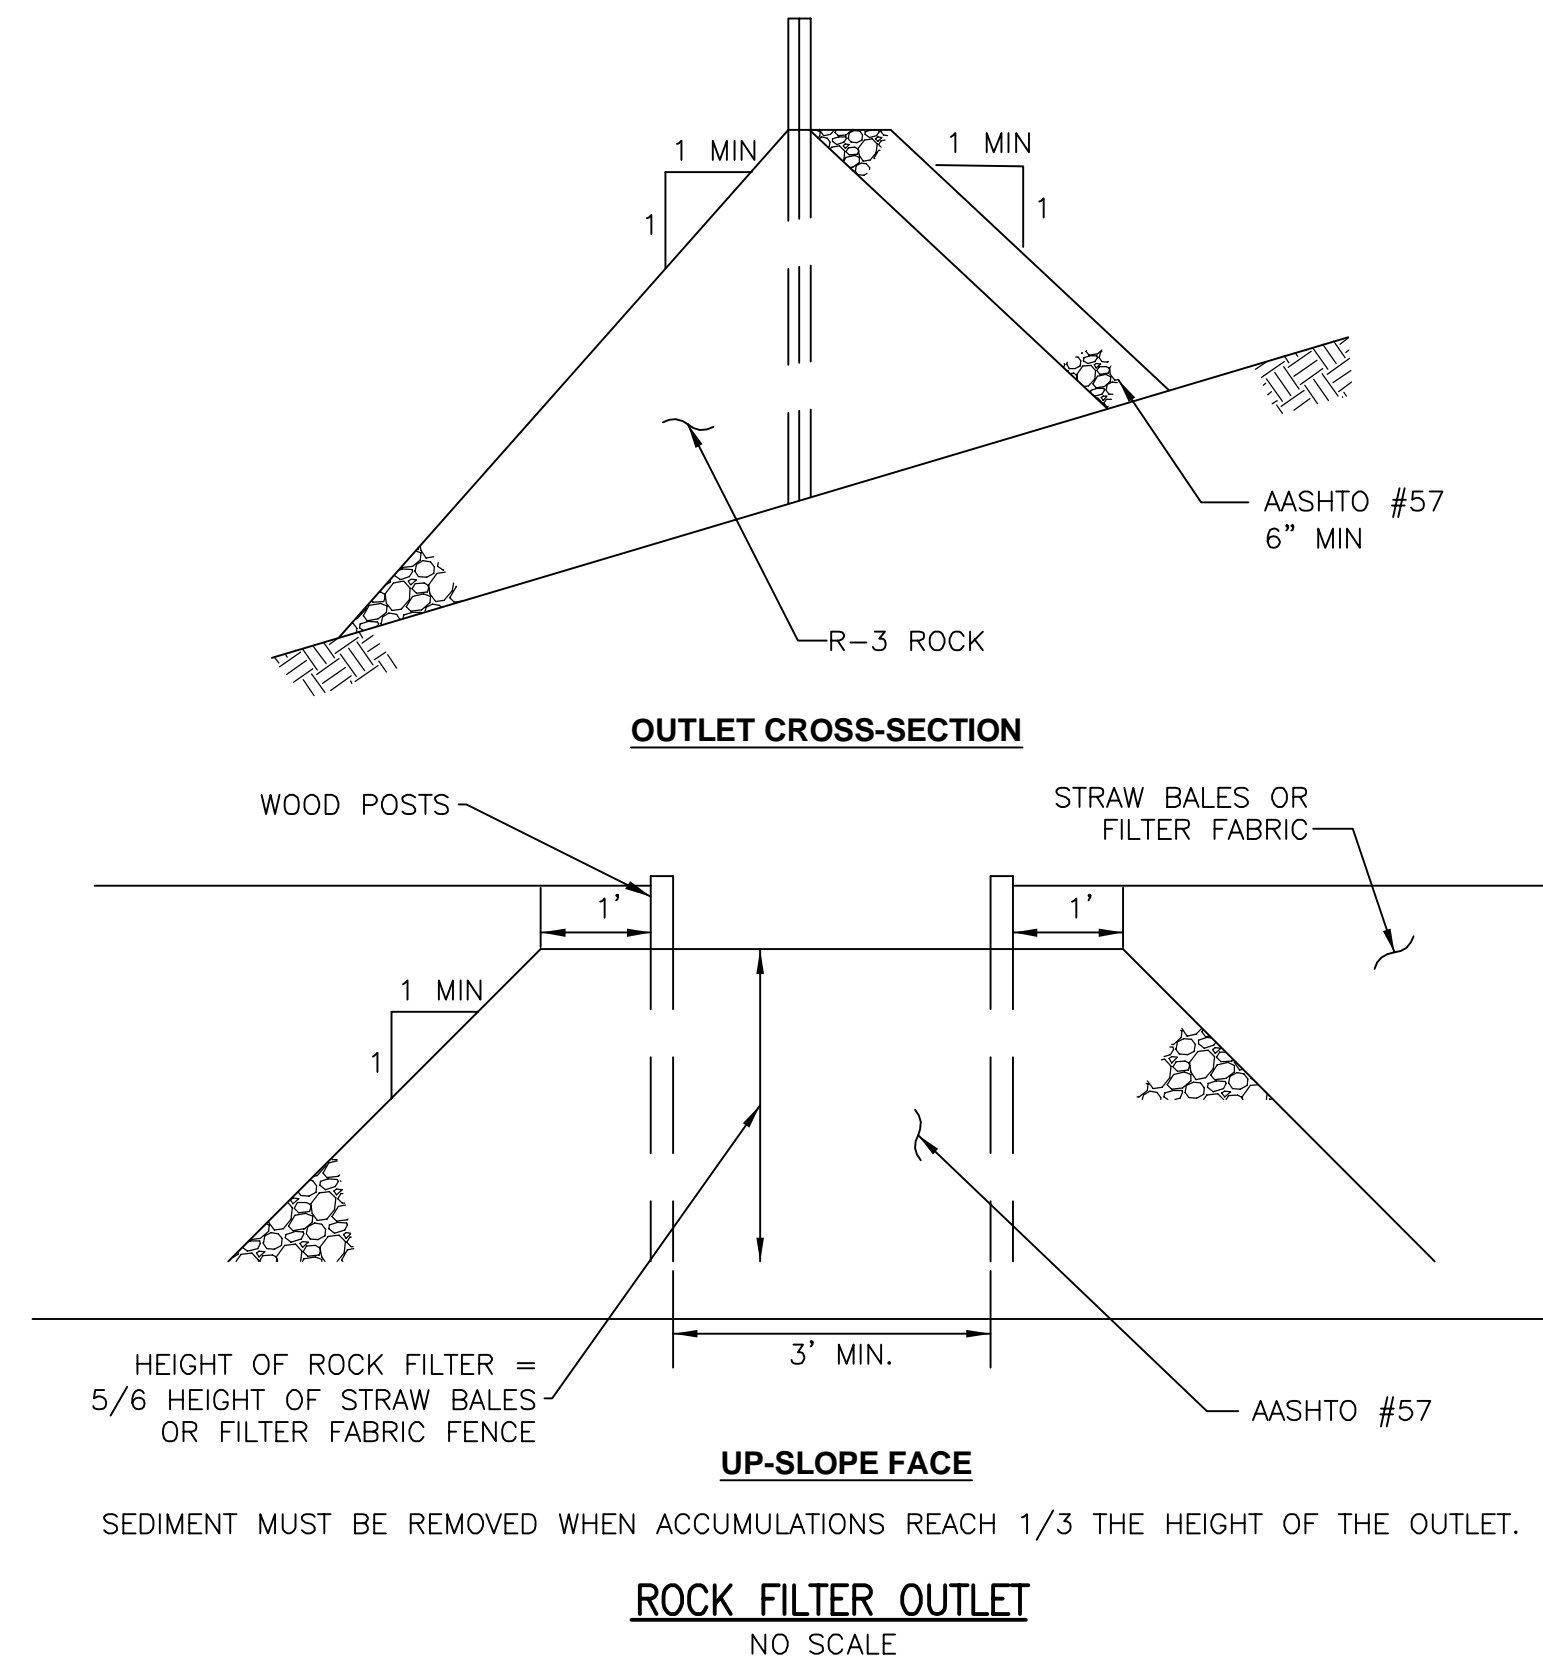 1 MIN
1
1 MIN
1
AASHTO #57
6” MIN
R-3 ROCK
OUTLET CROSS-SECTION
WOOD POSTS
STRAW BALES OR
FILTER FABRIC
1’
1’
1 MIN
1
3’ MIN.
HEIGHT OF ROCK FILTER =
5/6 HEIGHT OF STRAW BALES
OR FILTER FABRIC FENCE
AASHTO #57
UP-SLOPE FACE
SEDIMENT MUST BE REMOVED WHEN ACCUMULATIONS REACH 1/3 THE HEIGHT OF THE OUTLET.
ROCK FILTER OUTLET
NO SCALE